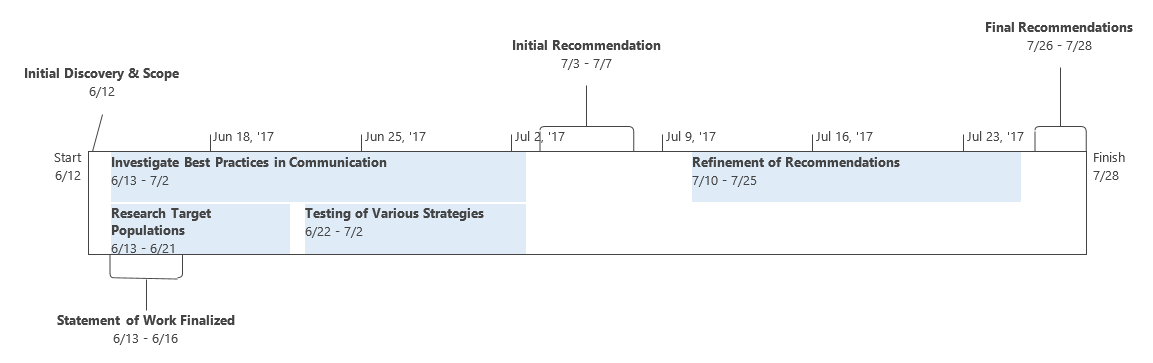 Final Recommendations
7/26 - 7/28
Initial Recommendation
7/3 - 7/7
Initial Discovery & Scope
6/12
Jun 18, '17
Jun 25, '17
Jul 2, '17
Jul 9, '17
Jul 16, '17
Jul 23, '17
Start
6/12
Investigate Best Practices in Communication
6/13 - 7/2
Refinement of Recommendations
7/10 - 7/25
Finish
7/28
Research Target
Populations
6/13 - 6/21
Testing of Various Strategies
6/22 - 7/2
Statement of Work Finalized
6/13 - 6/16